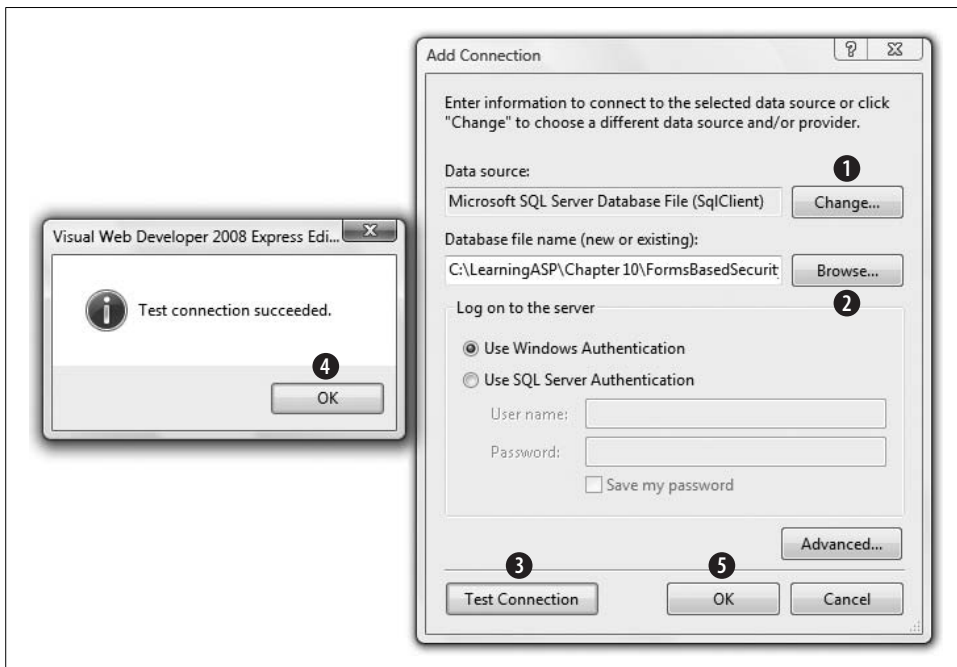 Add Connection
Enter information to connect to the selected data source or click
"Change" to choose a different data source and/or provider.
Data source:
1
Microsoft SQL Server Database File (SqlClient)
Change...
Database file name (new or existing):
C:\LearningASP\Chapter 10\FormsBasedSecurit
Browse...
2
Log on to the server
Use Windows Authentication
Use SQL Server Authentication
User name:
Password:
Save my password
Advanced...
3
5
Test Connection
OK
Cancel
Visual Web Developer 2008 Express Edi...
Test connection succeeded.
4
OK